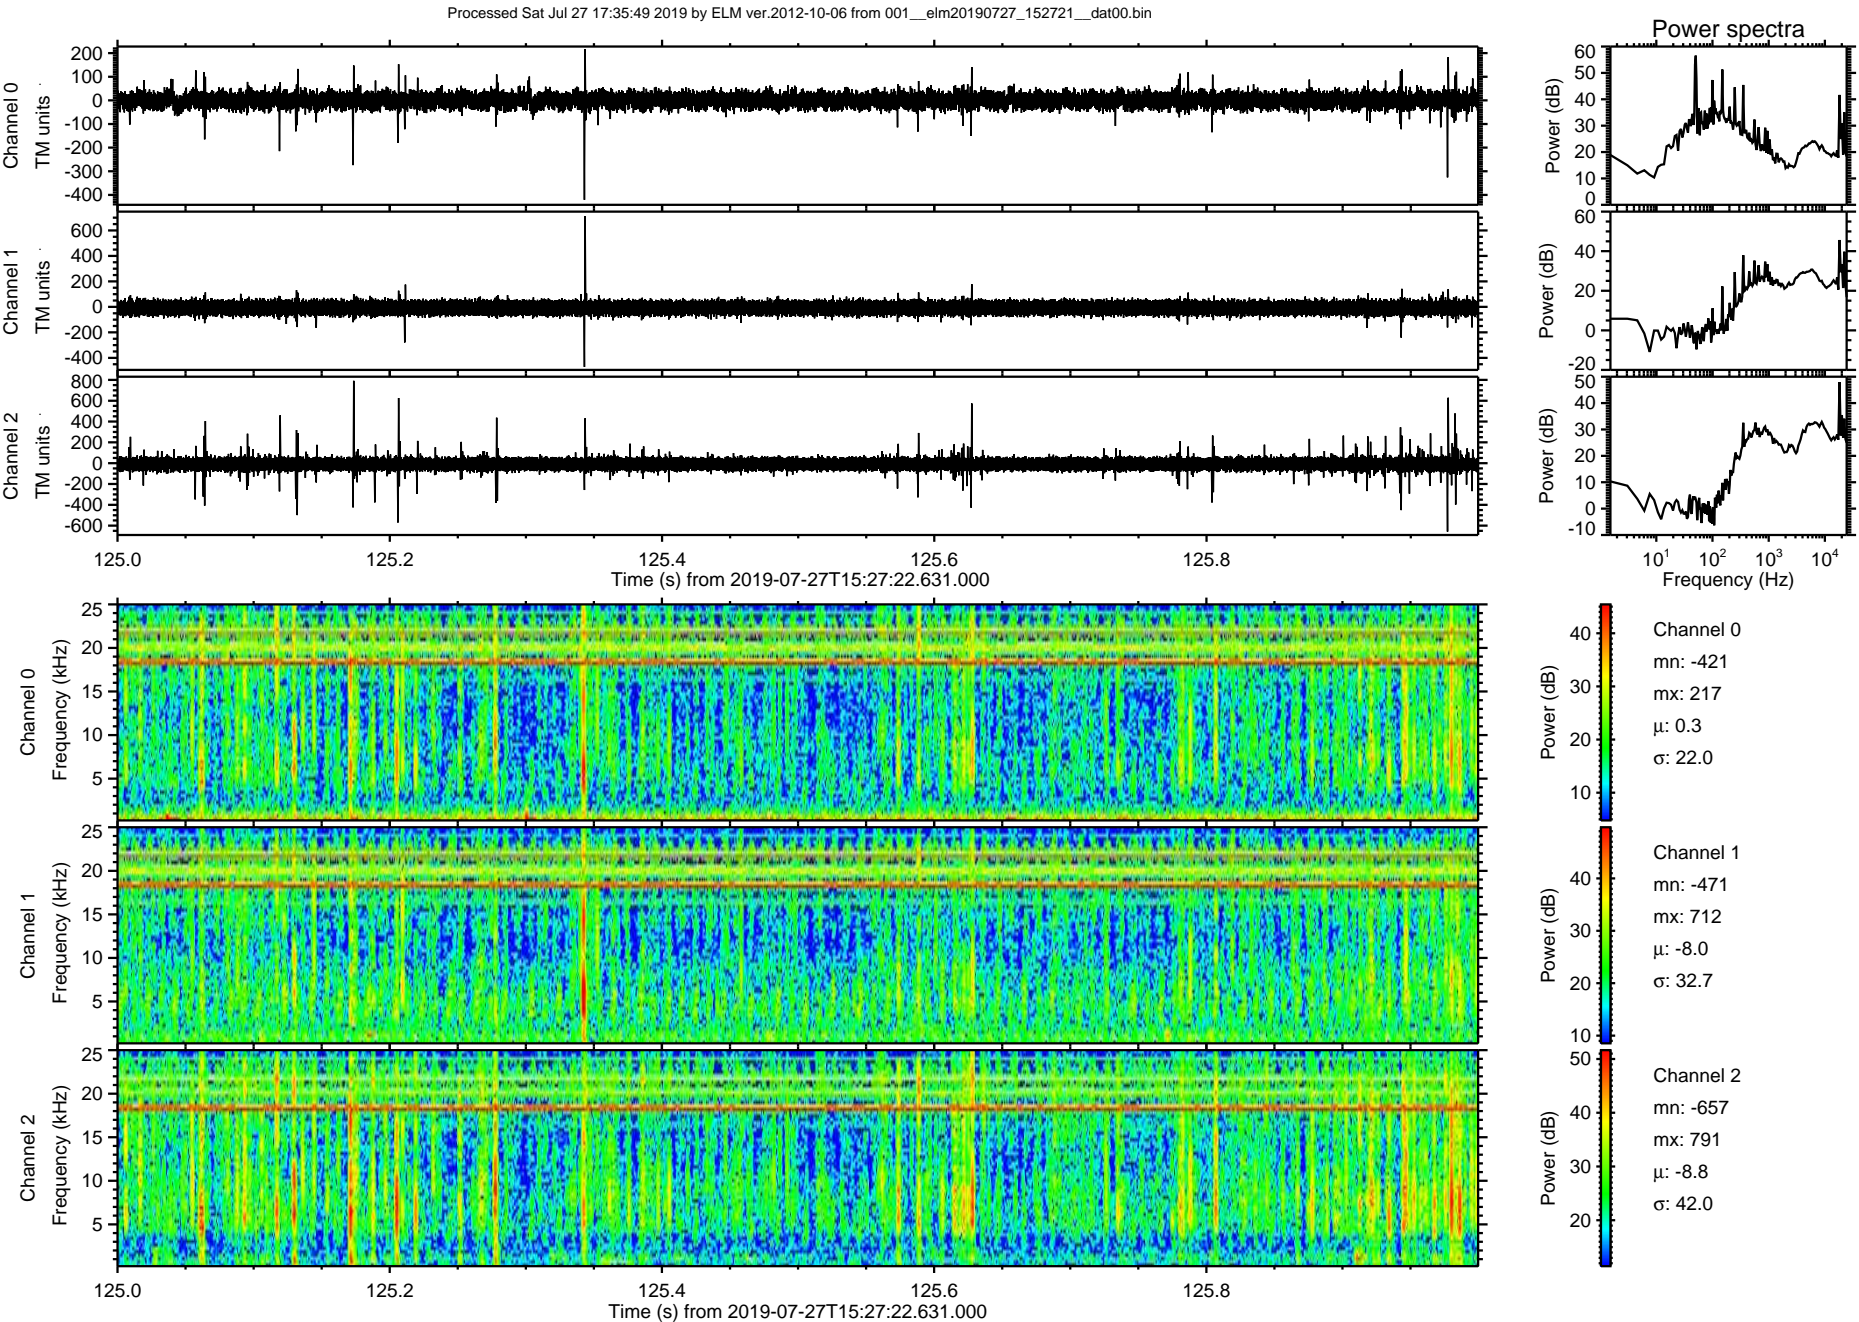 Processed Sat Jul 27 17:35:49 2019 by ELM ver.2012-10-06 from 001__elm20190727_152721__dat00.bin
Power spectra
Channel 0
TM units
200
100
0
-100
-200
-300
-400
Power (dB)
60
50
40
30
20
10
0
Channel 1
TM units
600
400
200
0
-200
-400
Power (dB)
60
40
20
0
-20
Channel 2
TM units
800
600
400
200
0
-200
-400
-600
Power (dB)
50
40
30
20
10
0
-10
125.0 125.2 125.4 125.6 125.8
Time (s) from 2019-07-27T15:27:22.631.000
10^1 10^2 10^3 10^4
Frequency (Hz)
Channel 0
Frequency (kHz)
25
20
15
10
5
Power (dB)
40
30
20
10
Channel 0
mn: -421
mx: 217
μ: 0.3
σ: 22.0
Channel 1
Frequency (kHz)
25
20
15
10
5
Power (dB)
40
30
20
10
Channel 1
mn: -471
mx: 712
μ: -8.0
σ: 32.7
Channel 2
Frequency (kHz)
25
20
15
10
5
Power (dB)
50
40
30
20
Channel 2
mn: -657
mx: 791
μ: -8.8
σ: 42.0
125.0 125.2 125.4 125.6 125.8
Time (s) from 2019-07-27T15:27:22.631.000